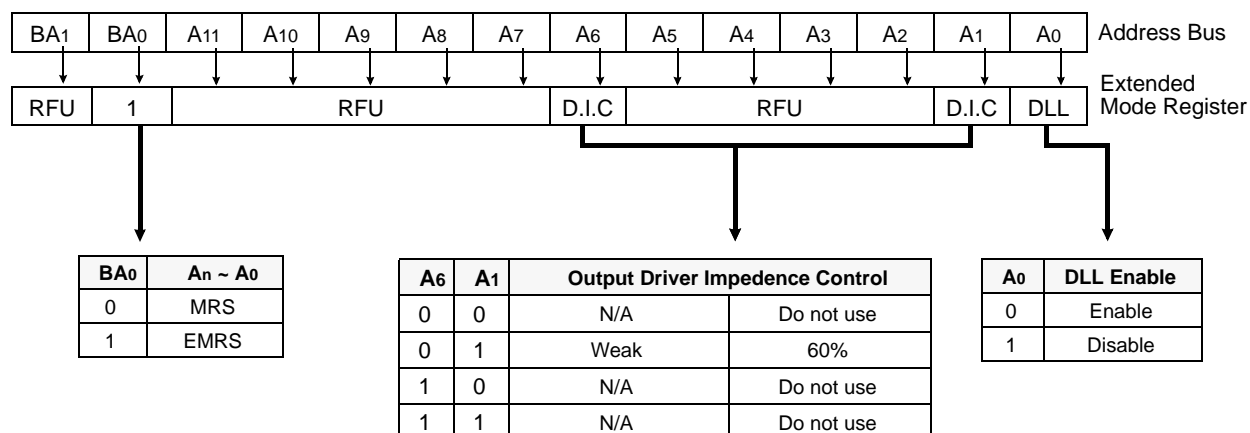 BA1 BA0 A11 A10 A9 A8 A7 A6 A5 A4 A3 A2 A1 A0 Address Bus
RFU 1 RFU D.I.C RFU D.I.C DLL Extended Mode Register
BA0 An ~ A0
0 MRS
1 EMRS
A6 A1 Output Driver Impedence Control
0 0 N/A Do not use
0 1 Weak 60%
1 0 N/A Do not use
1 1 N/A Do not use
A0 DLL Enable
0 Enable
1 Disable